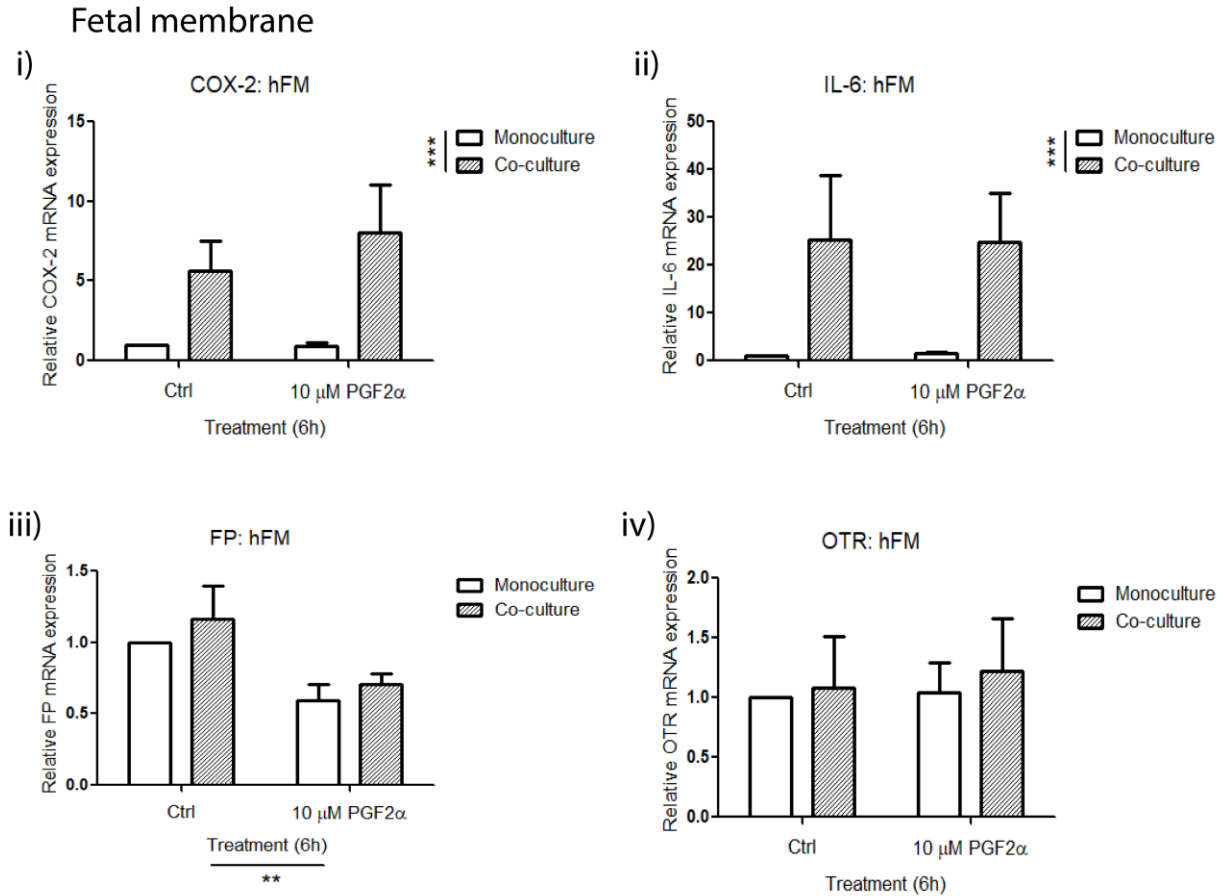 Fetal membrane
i)
COX-2: hFM
Relative COX-2 mRNA expression
15
10
5
0
Ctrl
10 μM PGF2α
Treatment (6h)
***
Monoculture
Co-culture
ii)
IL-6: hFM
Relative IL-6 mRNA expression
50
40
30
20
10
0
Ctrl
10 μM PGF2α
Treatment (6h)
***
Monoculture
Co-culture
iii)
FP: hFM
Relative FP mRNA expression
1.5
1.0
0.5
0.0
Ctrl
10 μM PGF2α
Treatment (6h)
**
Monoculture
Co-culture
iv)
OTR: hFM
Relative OTR mRNA expression
2.0
1.5
1.0
0.5
0.0
Ctrl
10 μM PGF2α
Treatment (6h)
Monoculture
Co-culture